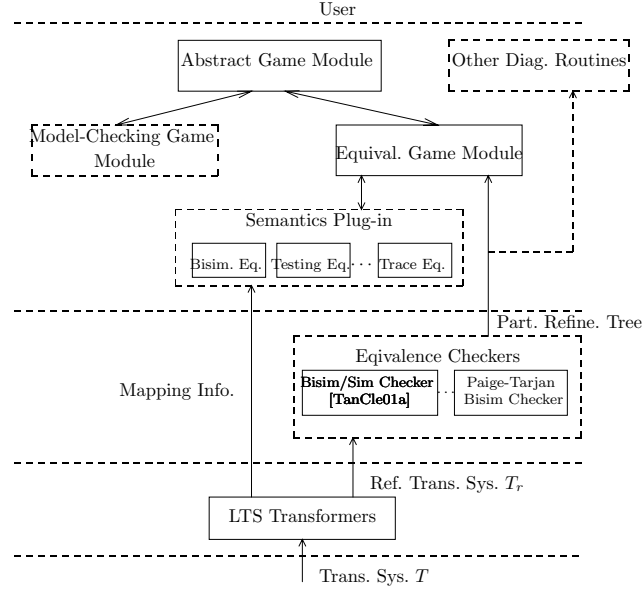 User
Abstract Game Module
Other Diag. Routines
Model-Checking Game
Module
Equival. Game Module
Semantics Plug-in
Bisim. Eq.
Testing Eq.
...
Trace Eq.
Part. Refine. Tree
Eqivalence Checkers
Mapping Info.
Bisim/Sim Checker
[TanCle01a]
...
Paige-Tarjan
Bisim Checker
Ref. Trans. Sys. T_r
LTS Transformers
Trans. Sys. T